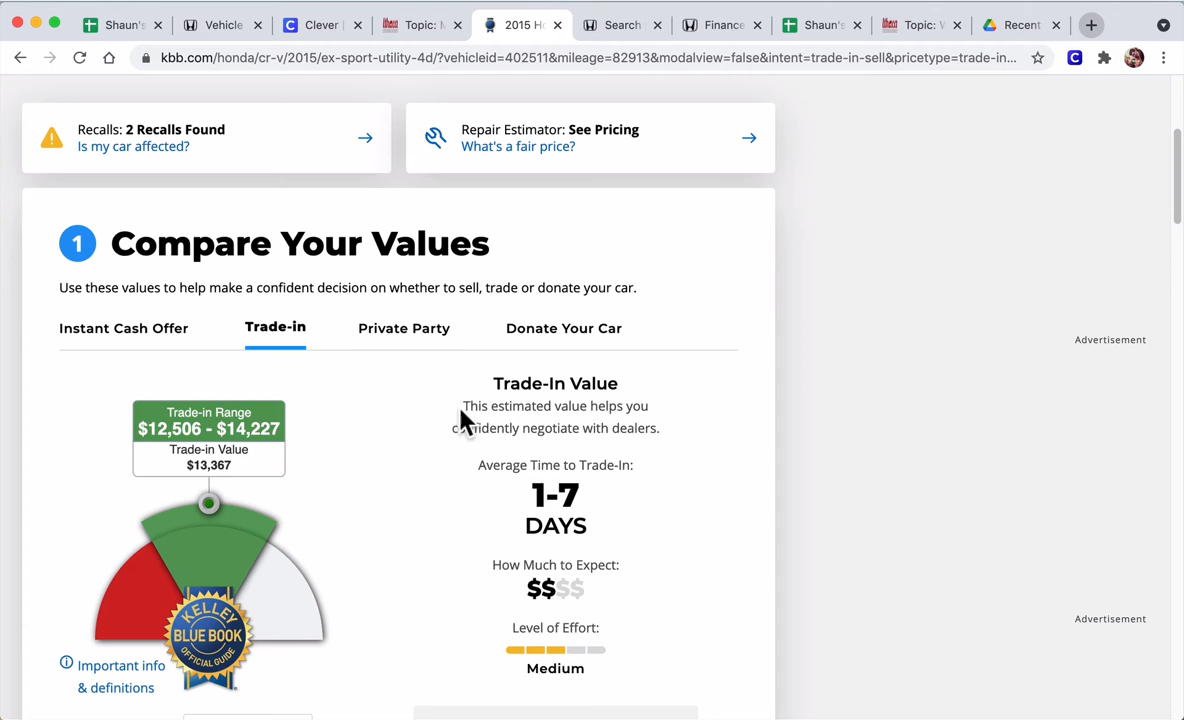 Shaun's
Vehicle
Clever
Topic: M
2015 Ho
Search
Finance
Shaun's
Topic: W
Recent
kbb.com/honda/cr-v/2015/ex-sport-utility-4d/?vehicleid=402511&mileage=82913&modalview=false&intent=trade-in-sell&pricetype=trade-in...
Recalls: 2 Recalls Found
Is my car affected?
Repair Estimator: See Pricing
What's a fair price?
1 Compare Your Values
Use these values to help make a confident decision on whether to sell, trade or donate your car.
Instant Cash Offer
Trade-in
Private Party
Donate Your Car
Advertisement
Trade-in Range
$12,506 - $14,227
Trade-in Value
$13,367
KELLEY
BLUE BOOK
OFFICIAL GUIDE
Important info
& definitions
Trade-In Value
This estimated value helps you
confidently negotiate with dealers.
Average Time to Trade-In:
1-7
DAYS
How Much to Expect:
$$$$
Level of Effort:
Medium
Advertisement